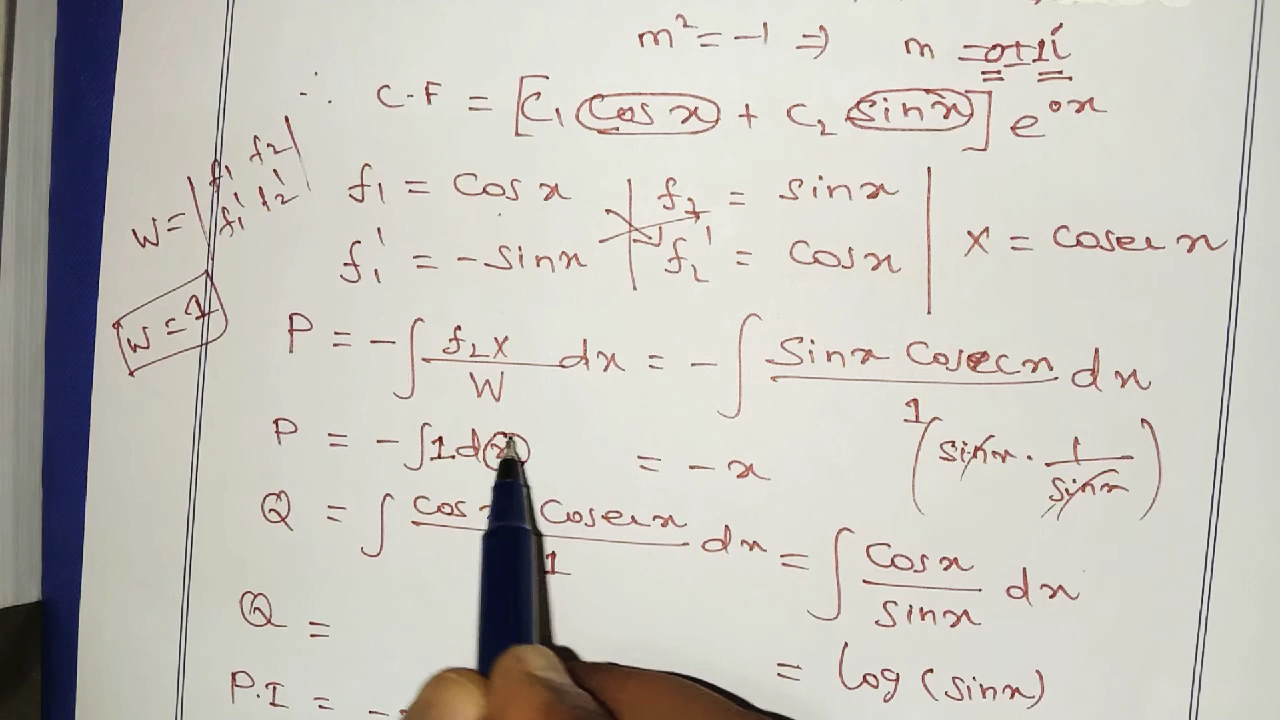 m² = -1 ⇒ m = 0±1i
∴ C.F = [C₁ Cos x + C₂ sin x] e⁰ˣ
W = | f₁ f₂ |
| f₁' f₂' |
f₁ = Cos x | f₂ = sin x
f₁' = - sin x | f₂' = Cos x | X = Cosec x
W = 1
P = - ∫ f₂X / W dx = - ∫ Sin x Cosec x / 1 dx
P = - ∫ 1 dx = - x ( sin x . 1 / sin x )
Q = ∫ Cosec x / 1 dx = ∫ Cos x / sin x dx
Q =
= log (sin x)
P.I = -